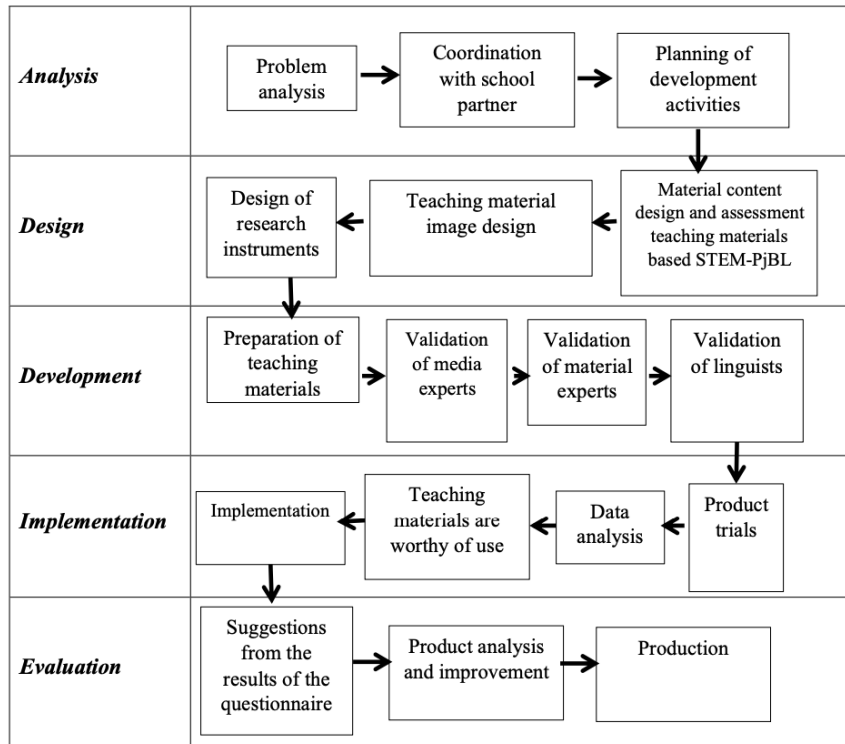 Analysis
Problem
analysis
Coordination
with school
partner
Planning of
development
activities
Design
Design of
research
instruments
Teaching material
image design
Material content
design and assessment
teaching materials
based STEM-PjBL
Development
Preparation of
teaching
materials
Validation
of media
experts
Validation
of material
experts
Validation
of linguists
Implementation
Implementation
Teaching
materials are
worthy of use
Data
analysis
Product
trials
Evaluation
Suggestions
from the
results of the
questionnaire
Product analysis
and improvement
Production